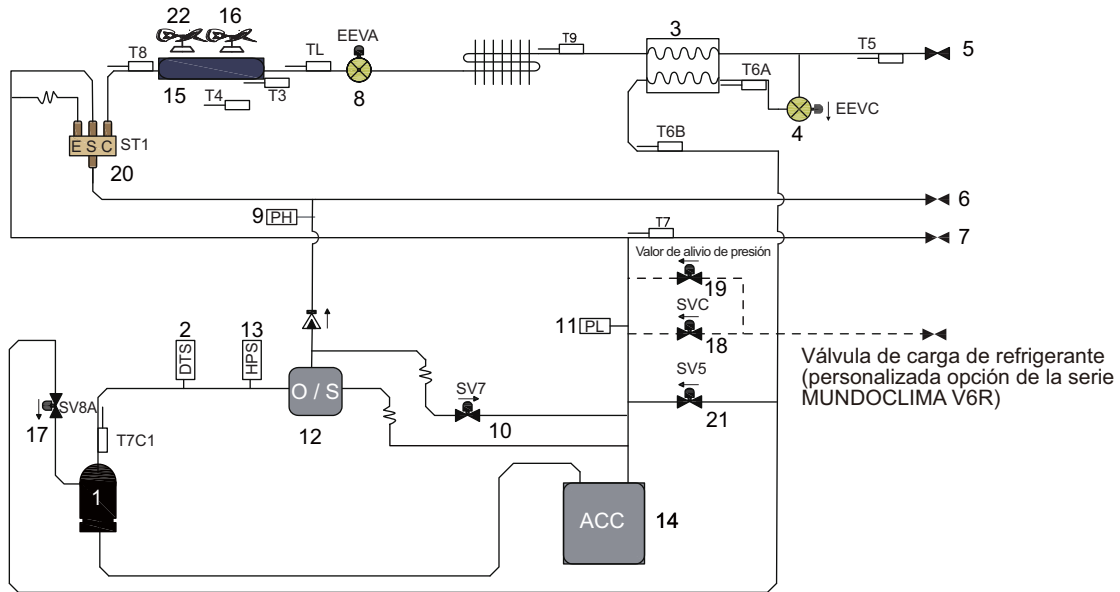 22 16
T8 TL EEVA T9 3 T5 5
15 T4 T3 8 T6A
4 EEVC
E S C ST1 T6B
20
6
9 PH
T7 7
Valor de alivio de presión
19
2 13 11 PL SVC
18
DTS HPS Válvula de carga de refrigerante
(personalizada opción de la serie
MUNDOCLIMA V6R)
O / S SV7 SV5
17 SV8A 12 10 21
T7C1
1
ACC 14